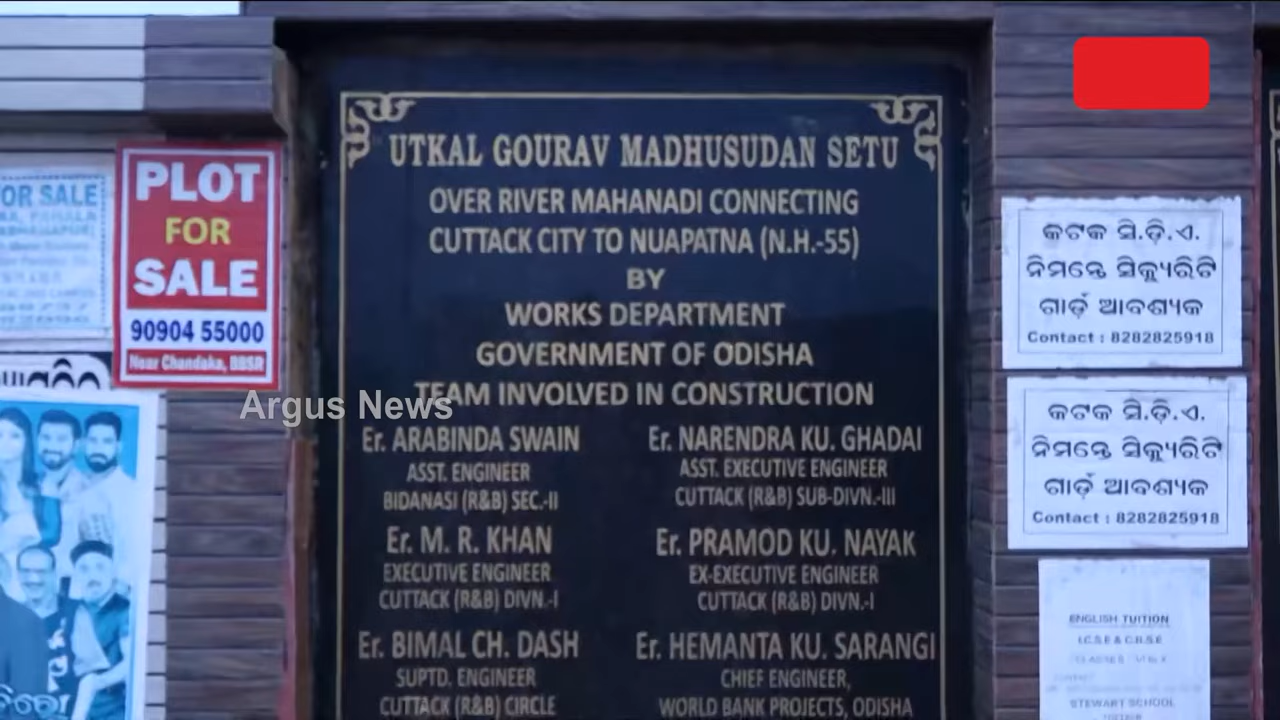 UTKAL GOURAV MADHUSUDAN SETU
OVER RIVER MAHANADI CONNECTING
CUTTACK CITY TO NUAPATNA (N.H.-55)
BY
WORKS DEPARTMENT
GOVERNMENT OF ODISHA
TEAM INVOLVED IN CONSTRUCTION
Er. ARABINDA SWAIN
ASST. ENGINEER
BIDANASI (R&B) SEC.-II
Er. NARENDRA KU. GHADAI
ASST. EXECUTIVE ENGINEER
CUTTACK (R&B) SUB-DIVN.-III
Er. M. R. KHAN
EXECUTIVE ENGINEER
CUTTACK (R&B) DIVN.-I
Er. PRAMOD KU. NAYAK
EX-EXECUTIVE ENGINEER
CUTTACK (R&B) DIVN.-I
Er. BIMAL CH. DASH
SUPTD. ENGINEER
CUTTACK (R&B) CIRCLE
Er. HEMANTA KU. SARANGI
CHIEF ENGINEER,
WORLD BANK PROJECTS, ODISHA
Argus News
OR SALE
PLOT
FOR
SALE
90904 55000
Near Chandaka, BBSR
କଟକ ସି.ଡ଼ି.ଏ.
ନିମନ୍ତେ ସିକ୍ୟୁରିଟି
ଗାର୍ଡ଼ ଆବଶ୍ୟକ
Contact : 8282825918
କଟକ ସି.ଡ଼ି.ଏ.
ନିମନ୍ତେ ସିକ୍ୟୁରିଟି
ଗାର୍ଡ଼ ଆବଶ୍ୟକ
Contact : 8282825918
ENGLISH TUITION
I.C.S.E & C.B.S.E
STEWART SCHOOL